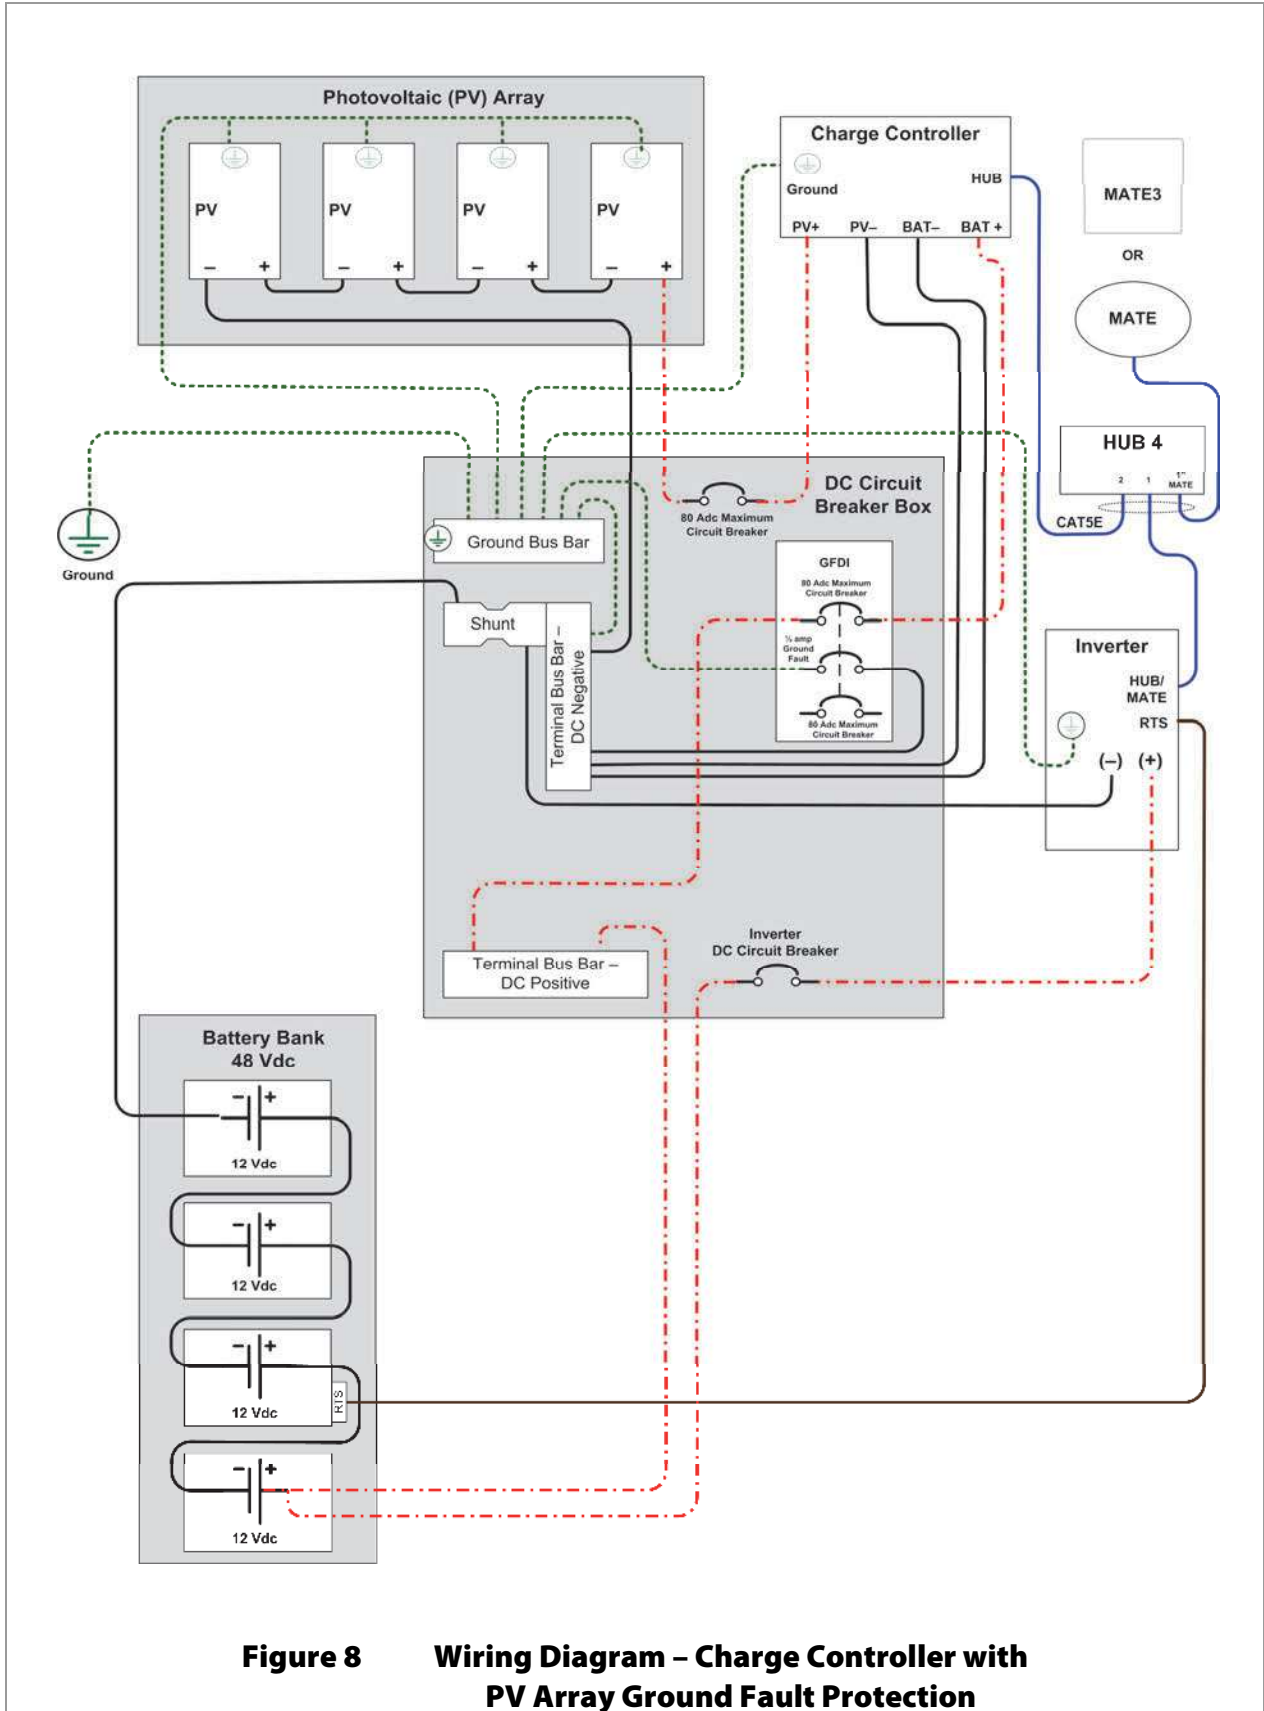 Photovoltaic (PV) Array
PV
PV
PV
PV
– +
– +
– +
– +
Charge Controller
Ground
HUB
PV+ PV– BAT– BAT +
MATE3
OR
MATE
HUB 4
2 1 1" MATE
CAT5E
Ground
DC Circuit
Breaker Box
80 Adc Maximum
Circuit Breaker
Ground Bus Bar
Shunt
Terminal Bus Bar –
DC Negative
GFDI
80 Adc Maximum
Circuit Breaker
½ amp
Ground
Fault
80 Adc Maximum
Circuit Breaker
Inverter
HUB/
MATE
RTS
(–) (+)
Inverter
DC Circuit Breaker
Terminal Bus Bar –
DC Positive
Battery Bank
48 Vdc
– +
12 Vdc
– +
12 Vdc
– +
12 Vdc
RTS
– +
12 Vdc
Figure 8 Wiring Diagram – Charge Controller with
PV Array Ground Fault Protection